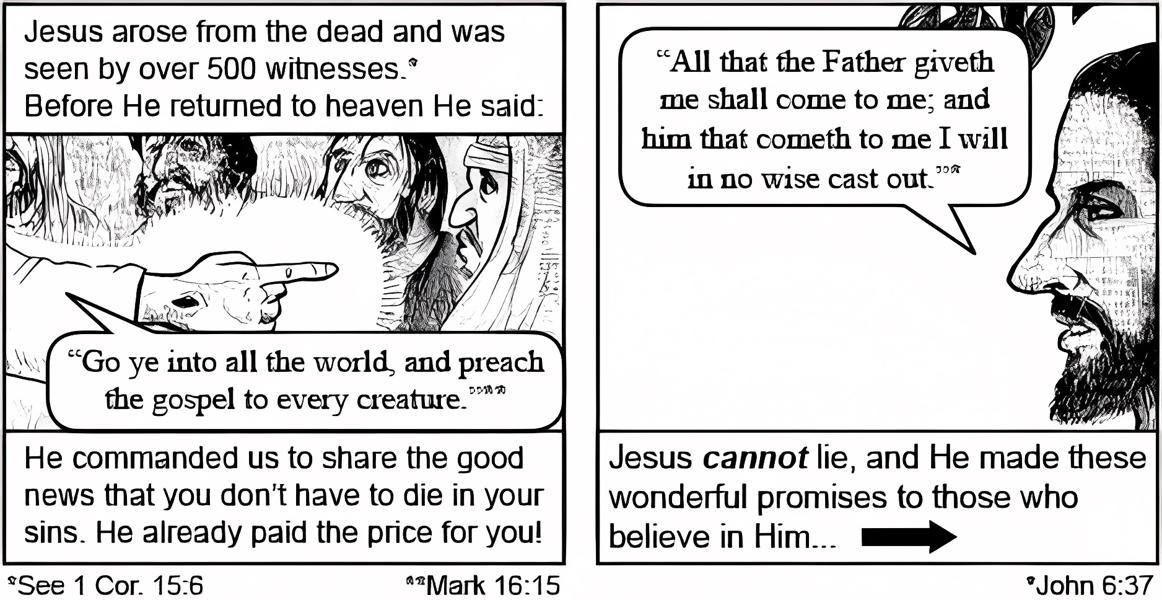 Jesus arose from the dead and was
seen by over 500 witnesses.*
Before He returned to heaven He said:
“Go ye into all the world, and preach
the gospel to every creature.”**
He commanded us to share the good
news that you don't have to die in your
sins. He already paid the price for you!
*See 1 Cor. 15:6
**Mark 16:15
“All that the Father giveth
me shall come to me; and
him that cometh to me I will
in no wise cast out.”*
Jesus cannot lie, and He made these
wonderful promises to those who
believe in Him...
*John 6:37